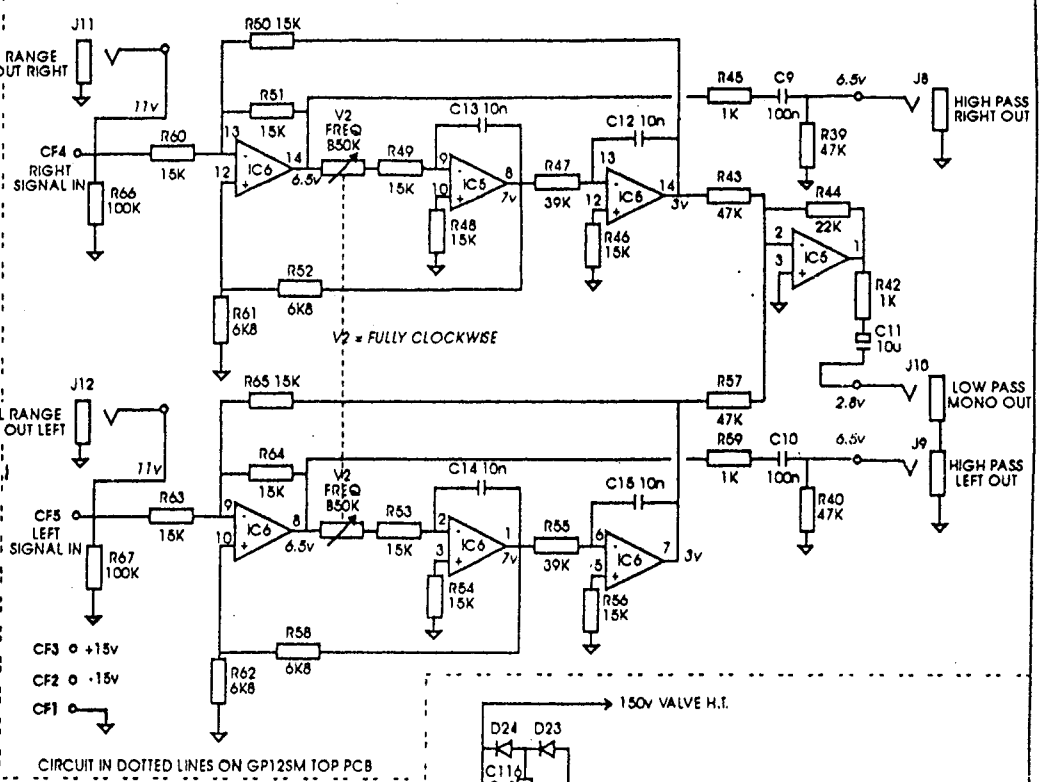 J11
RANGE
OUT RIGHT
11v
CF4
RIGHT
SIGNAL IN
R60
15K
R66
100K
R50 15K
R51
15K
13
12
IC6
14
6.5v
V2
FREQ
B50K
R49
15K
C13 10n
9
10
IC5
8
7v
R48
15K
R47
39K
C12 10n
13
12
IC5
14
3v
R46
15K
R52
6K8
R61
6K8
V2 = FULLY CLOCKWISE
R45
1K
C9
100n
6.5v
J8
HIGH PASS
RIGHT OUT
R39
47K
R43
47K
R44
22K
2
3
IC5
1
R42
1K
C11
10u
J10
LOW PASS
MONO OUT
2.8v
J12
L RANGE
OUT LEFT
11v
CF5
LEFT
SIGNAL IN
R63
15K
R67
100K
R65 15K
R64
15K
9
10
IC6
8
6.5v
V2
FREQ
B50K
R53
15K
C14 10n
2
3
IC6
1
7v
R54
15K
R55
39K
C15 10n
6
5
IC6
7
3v
R56
15K
R58
6K8
R62
6K8
R57
47K
R59
1K
C10
100n
6.5v
J9
HIGH PASS
LEFT OUT
R40
47K
CF3 +15v
CF2 -15v
CF1
150v VALVE H.T.
D24 D23
C116
CIRCUIT IN DOTTED LINES ON GP12SM TOP PCB